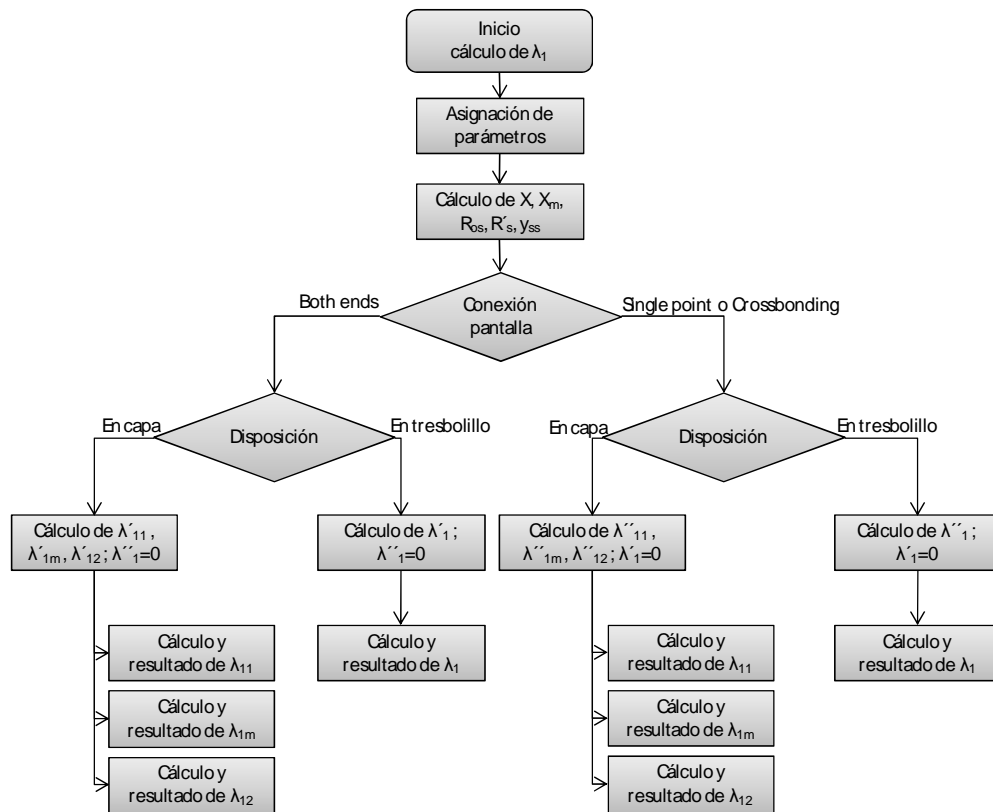 Inicio
cálculo de λ₁
Asignación de
parámetros
Cálculo de X, Xₘ,
Rₒₛ, R´ₛ, yₛₛ
Both ends
Conexión
pantalla
Single point o Crossbonding
En capa
Disposición
En tresbolillo
En capa
Disposición
En tresbolillo
Cálculo de λ´₁₁ ,
λ´₁ₘ , λ´₁₂ ; λ´´₁=0
Cálculo de λ´₁ ;
λ´´₁=0
Cálculo de λ´´₁₁ ,
λ´´₁ₘ , λ´´₁₂ ; λ´₁=0
Cálculo de λ´´₁ ;
λ´₁=0
Cálculo y
resultado de λ₁₁
Cálculo y
resultado de λ₁
Cálculo y
resultado de λ₁₁
Cálculo y
resultado de λ₁
Cálculo y
resultado de λ₁ₘ
Cálculo y
resultado de λ₁ₘ
Cálculo y
resultado de λ₁₂
Cálculo y
resultado de λ₁₂